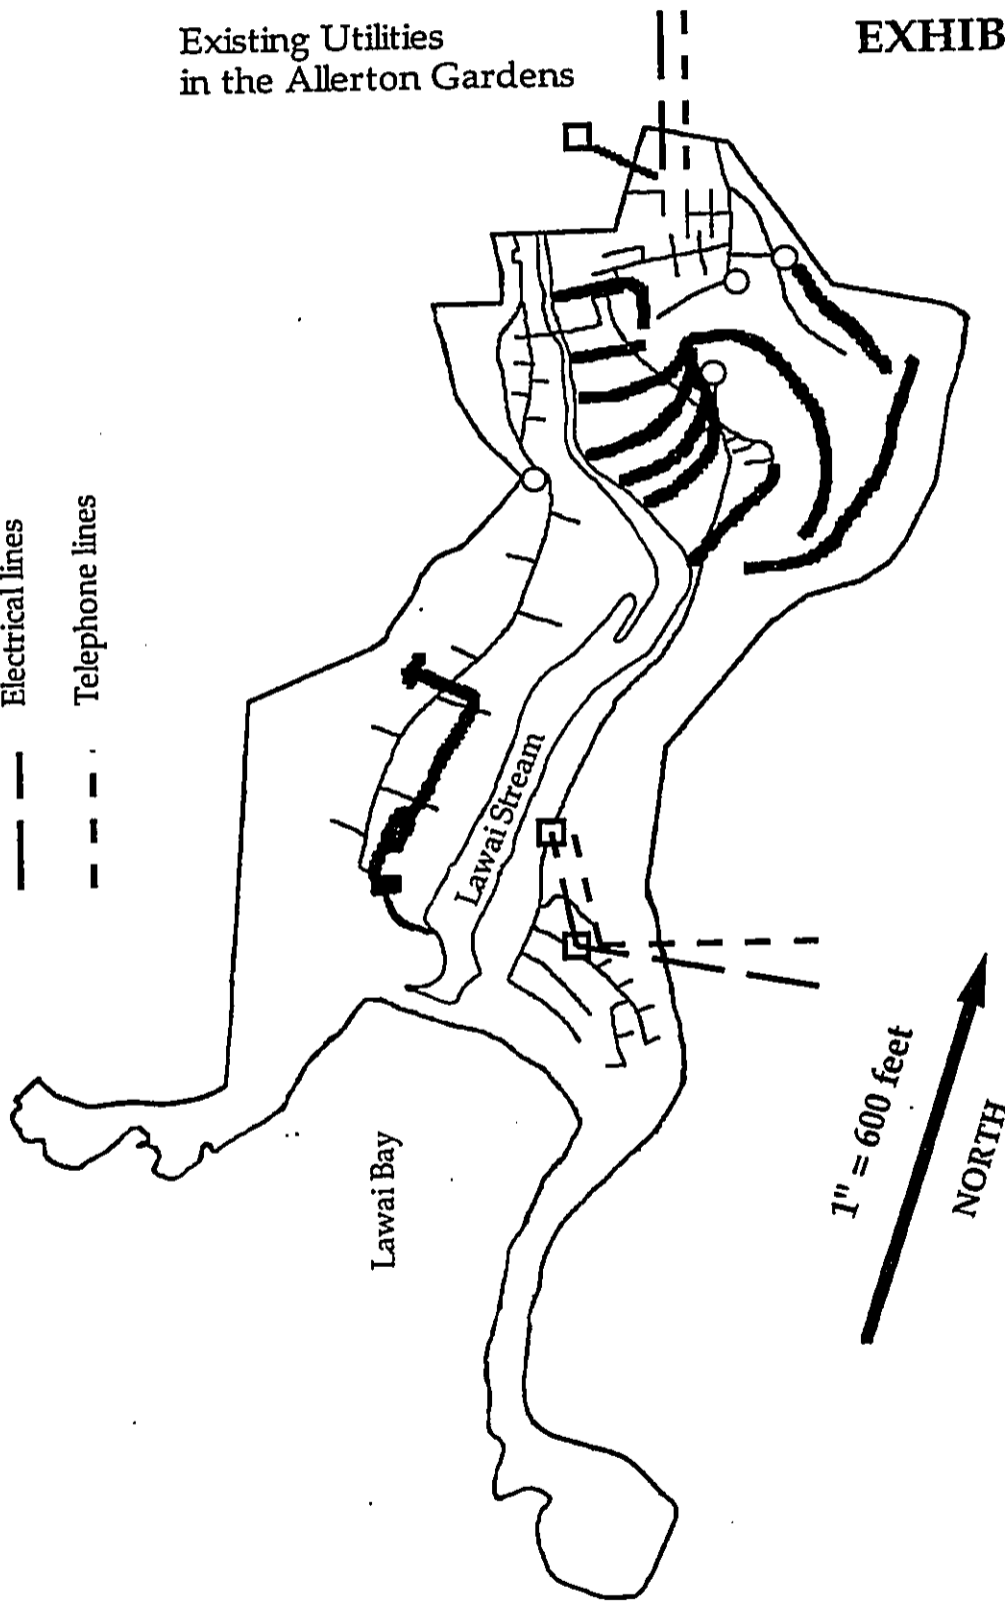 Existing Utilities
in the Allerton Gardens
EXHIB
Electrical lines
Telephone lines
Lawai Stream
Lawai Bay
1" = 600 feet
NORTH